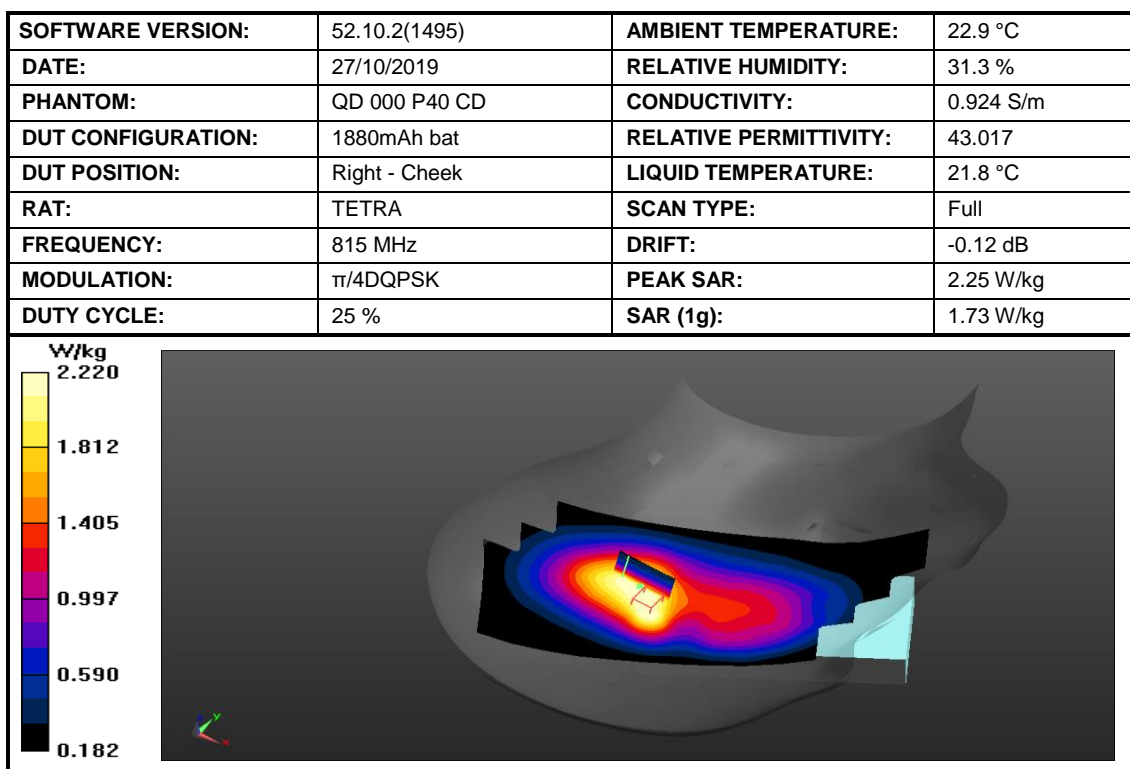 SOFTWARE VERSION: 52.10.2(1495) AMBIENT TEMPERATURE: 22.9 °C
DATE: 27/10/2019 RELATIVE HUMIDITY: 31.3 %
PHANTOM: QD 000 P40 CD CONDUCTIVITY: 0.924 S/m
DUT CONFIGURATION: 1880mAh bat RELATIVE PERMITTIVITY: 43.017
DUT POSITION: Right - Cheek LIQUID TEMPERATURE: 21.8 °C
RAT: TETRA SCAN TYPE: Full
FREQUENCY: 815 MHz DRIFT: -0.12 dB
MODULATION: π/4DQPSK PEAK SAR: 2.25 W/kg
DUTY CYCLE: 25 % SAR (1g): 1.73 W/kg
W/kg
2.220
1.812
1.405
0.997
0.590
0.182
z y
x